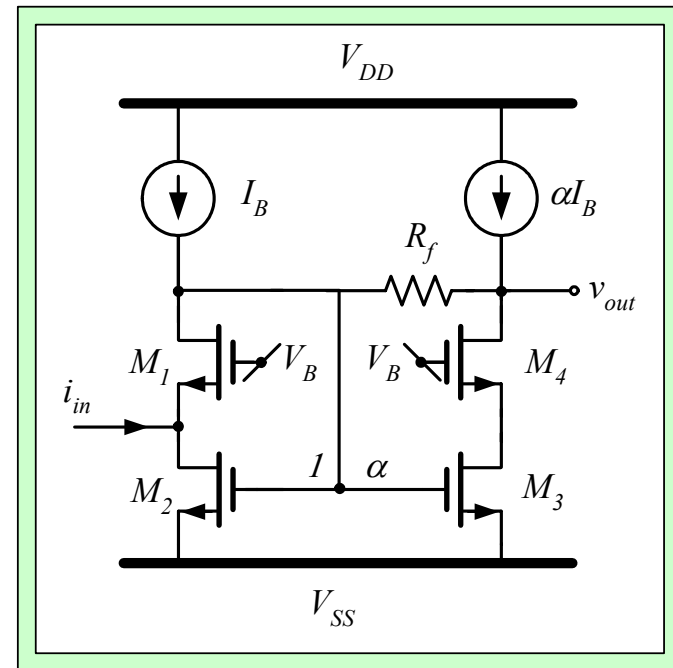 V_DD
I_B
αI_B
R_f
v_out
M_1
V_B
V_B
M_4
i_in
M_2
1
α
M_3
V_SS